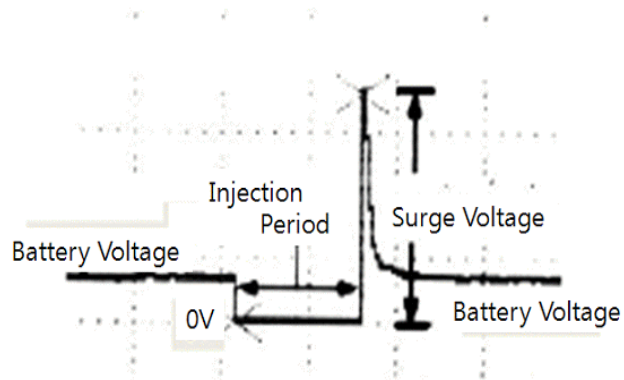 Injection
Period
Surge Voltage
Battery Voltage
0V
Battery Voltage